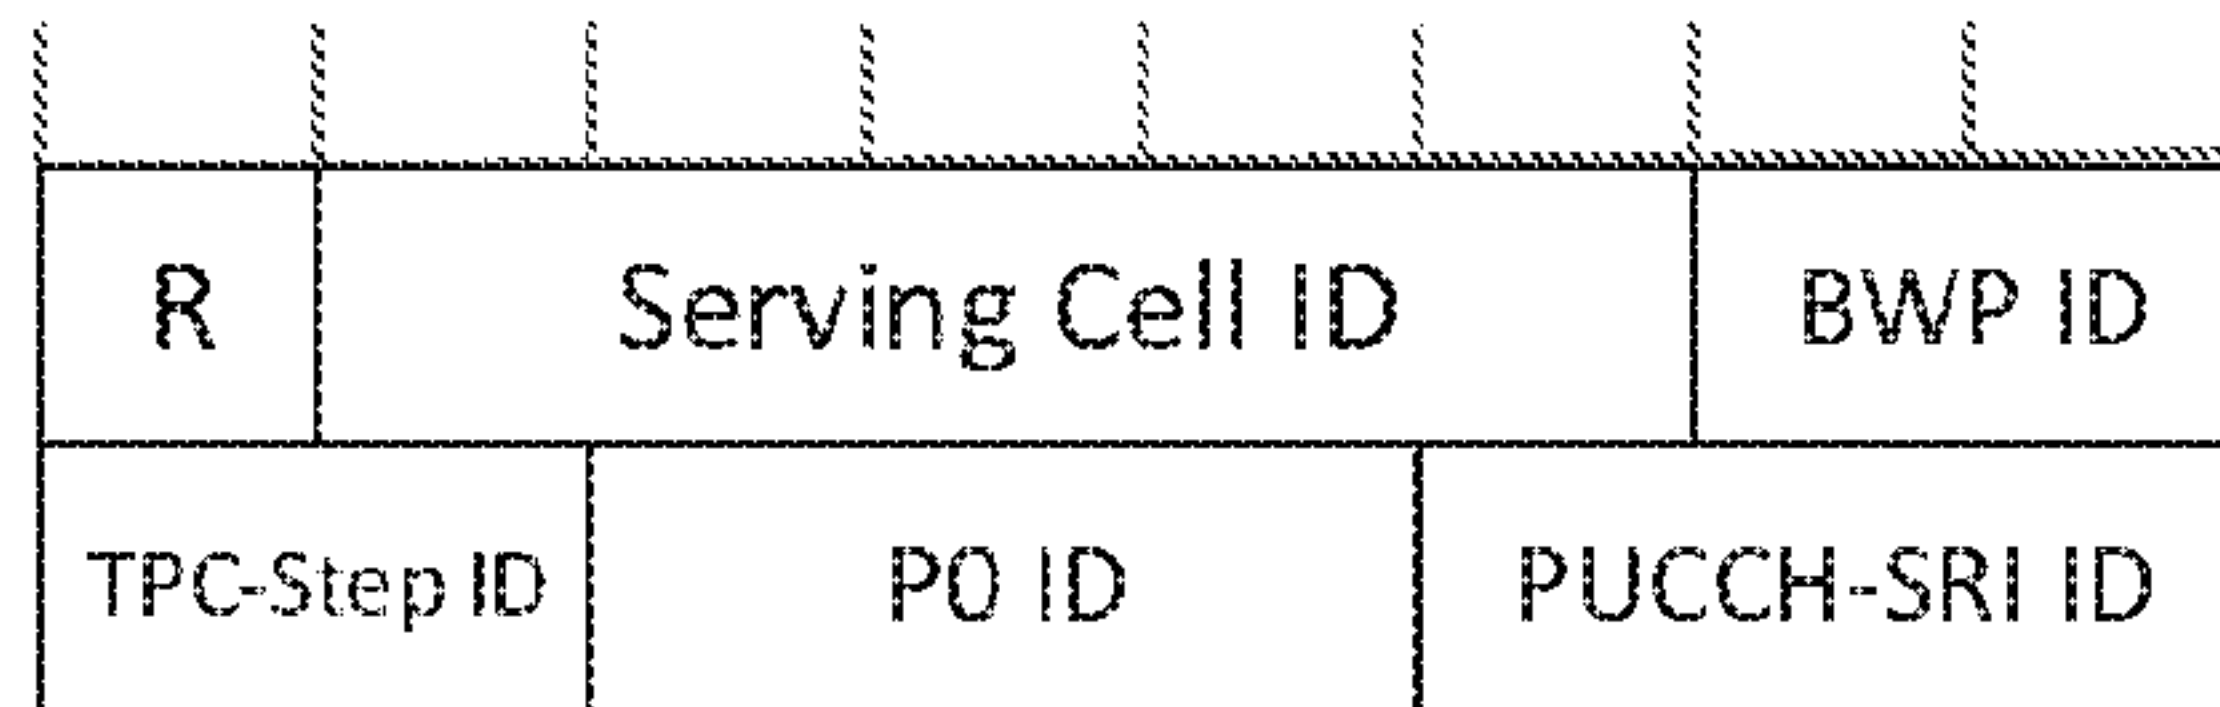 R Serving Cell ID BWP ID
TPC-Step ID P0 ID PUCCH-SRI ID